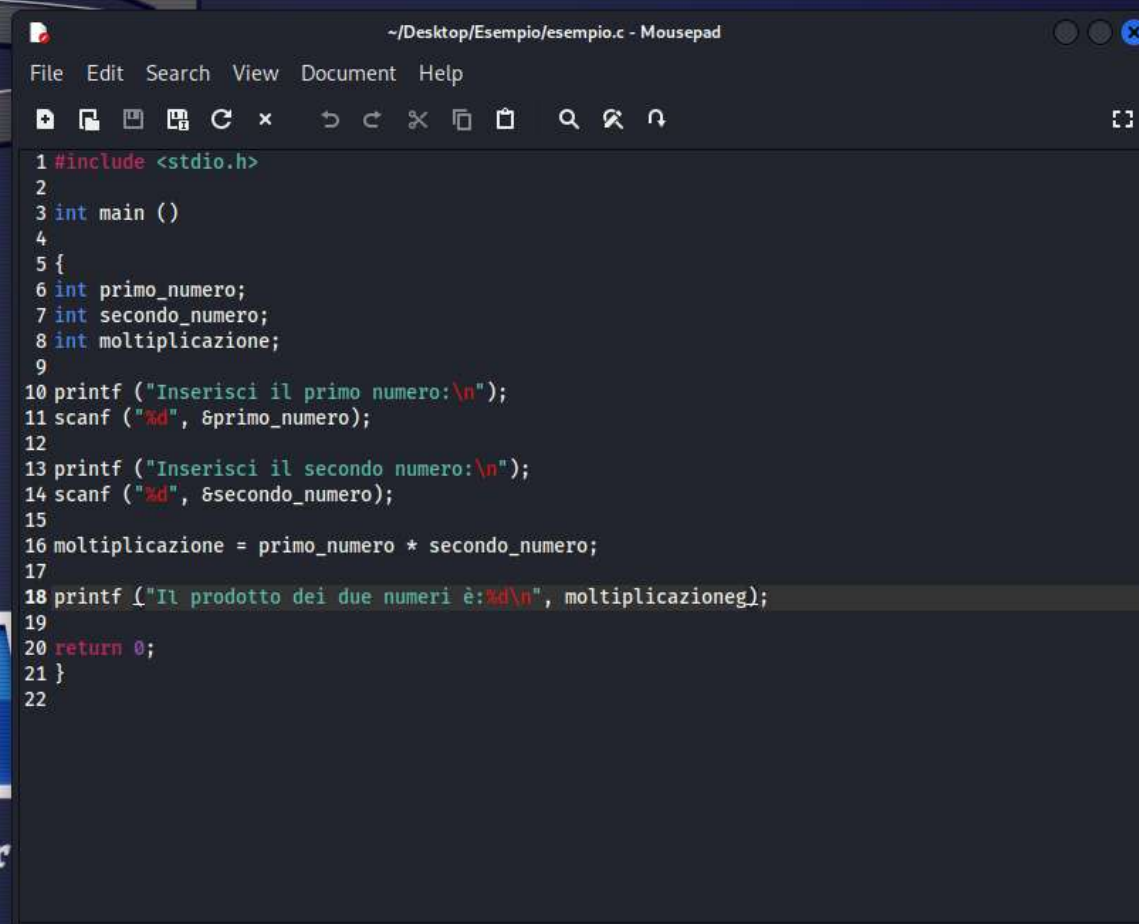 ~/Desktop/Esempio/esempio.c - Mousepad
File Edit Search View Document Help
1 #include <stdio.h>
2
3 int main ()
4
5 {
6 int primo_numero;
7 int secondo_numero;
8 int moltiplicazione;
9
10 printf ("Inserisci il primo numero:\n");
11 scanf ("%d", &primo_numero);
12
13 printf ("Inserisci il secondo numero:\n");
14 scanf ("%d", &secondo_numero);
15
16 moltiplicazione = primo_numero * secondo_numero;
17
18 printf ("Il prodotto dei due numeri è:%d\n", moltiplicazioneg);
19
20 return 0;
21 }
22